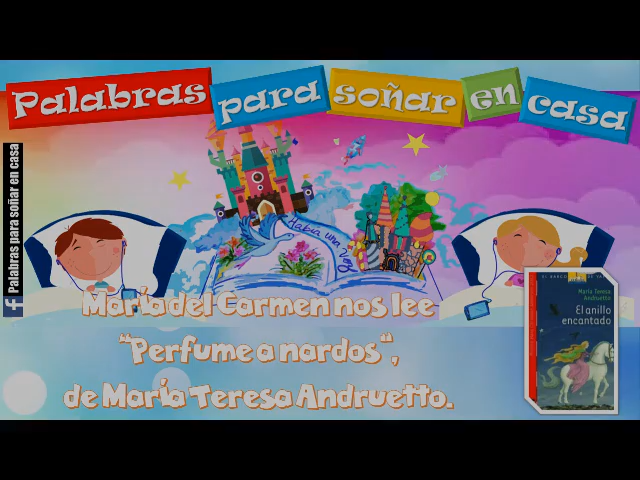 Palabras para soñar en casa
Palabras para soñar en casa
Había una vez
María del Carmen nos lee
"Perfume a nardos",
de María Teresa Andruetto.
María Teresa
Andruetto
El anillo
encantado